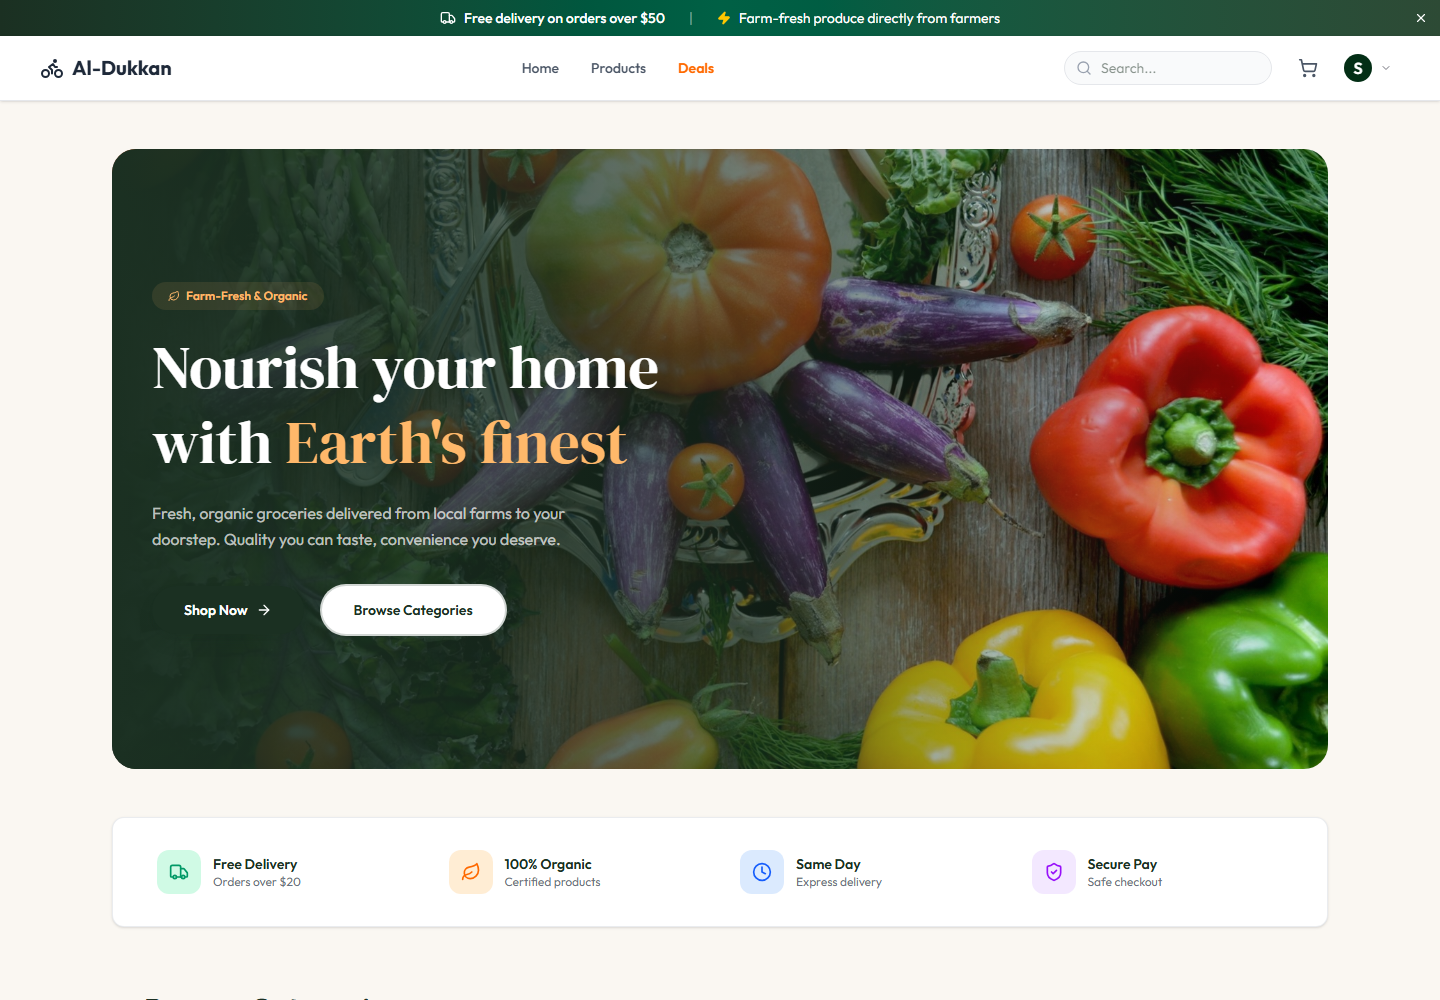 Free delivery on orders over $50 | Farm-fresh produce directly from farmers
Al-Dukkan
Home Products Deals
Search...
S
Farm-Fresh & Organic
Nourish your home
with Earth's finest
Fresh, organic groceries delivered from local farms to your
doorstep. Quality you can taste, convenience you deserve.
Shop Now
Browse Categories
Free Delivery
Orders over $20
100% Organic
Certified products
Same Day
Express delivery
Secure Pay
Safe checkout